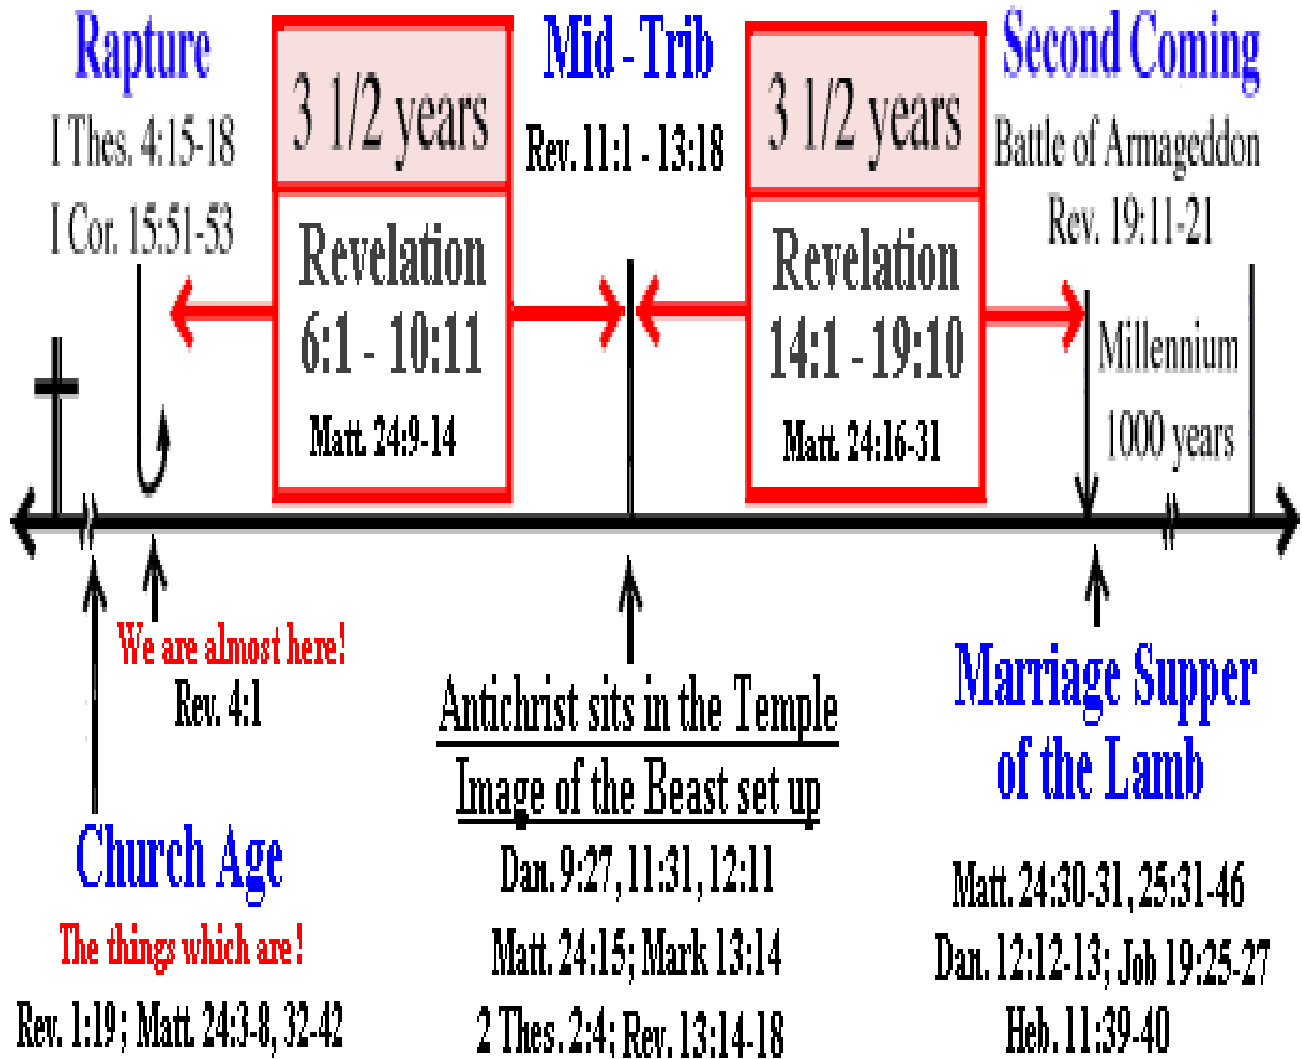 Rapture
I Thes. 4:15-18
I Cor. 15:51-53
3 1/2 years
Revelation
6:1 - 10:11
Matt. 24:9-14
Mid - Trib
Rev. 11:1 - 13:18
3 1/2 years
Revelation
14:1 - 19:10
Matt. 24:16-31
Second Coming
Battle of Armageddon
Rev. 19:11-21
Millennium
1000 years
We are almost here!
Rev. 4:1
Church Age
The things which are!
Rev. 1:19; Matt. 24:3-8, 32-42
Antichrist sits in the Temple
Image of the Beast set up
Dan. 9:27, 11:31, 12:11
Matt. 24:15; Mark 13:14
2 Thes. 2:4; Rev. 13:14-18
Marriage Supper
of the Lamb
Matt. 24:30-31, 25:31-46
Dan. 12:12-13; Job 19:25-27
Heb. 11:39-40